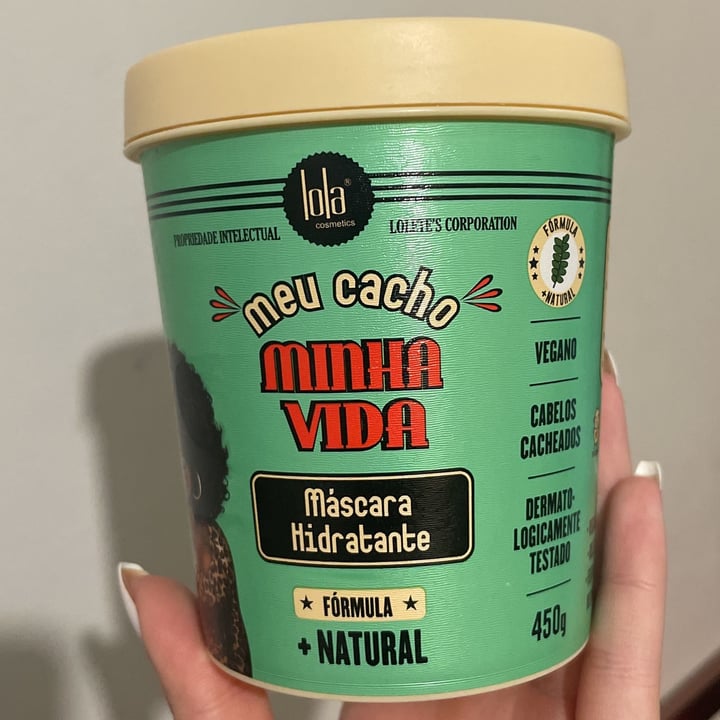 lola®
cosmetics
PROPRIEDADE INTELECTUAL
LOLETE'S CORPORATION
meu cacho
MINHA
VIDA
Máscara
Hidratante
FÓRMULA
+ NATURAL
FÓRMULA
+NATURAL
VEGANO
CABELOS
CACHEADOS
DERMATO-
LOGICAMENTE
TESTADO
450g